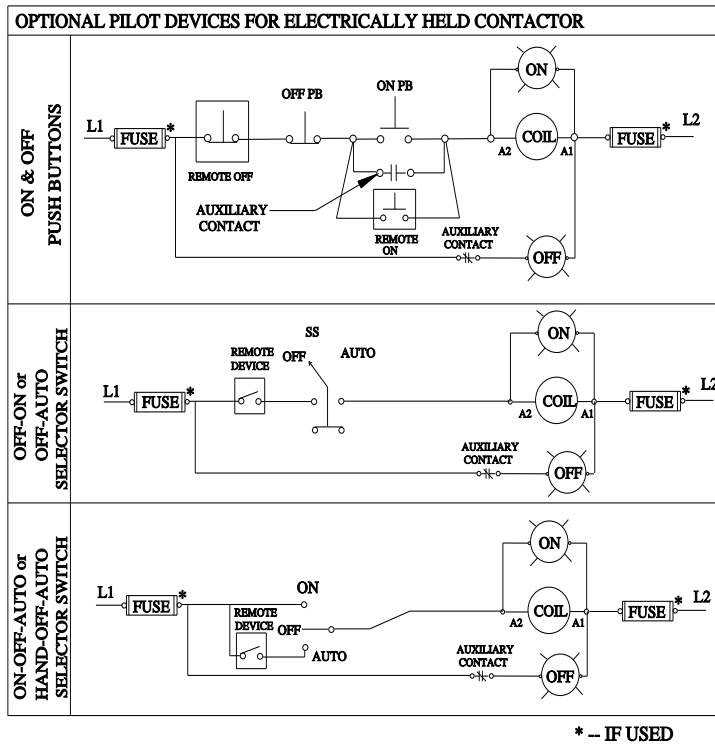 OPTIONAL PILOT DEVICES FOR ELECTRICALLY HELD CONTACTOR
ON & OFF
PUSH BUTTONS
L1
FUSE
*
REMOTE OFF
OFF PB
ON PB
AUXILIARY
CONTACT
REMOTE
ON
AUXILIARY
CONTACT
ON
COIL
A2
A1
OFF
FUSE
*
L2
OFF-ON or
OFF-AUTO
SELECTOR SWITCH
L1
FUSE
*
REMOTE
DEVICE
SS
OFF
AUTO
AUXILIARY
CONTACT
ON
COIL
A2
A1
OFF
FUSE
*
L2
ON-OFF-AUTO or
HAND-OFF-AUTO
SELECTOR SWITCH
L1
FUSE
*
REMOTE
DEVICE
ON
OFF
AUTO
AUXILIARY
CONTACT
ON
COIL
A2
A1
OFF
FUSE
*
L2
* -- IF USED